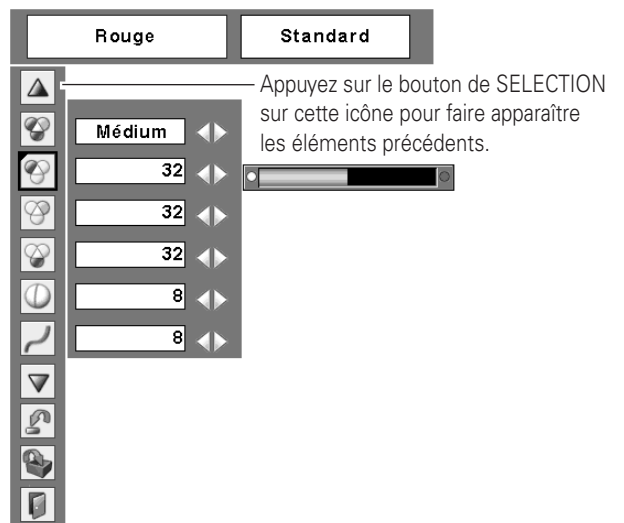 Rouge Standard
Appuyez sur le bouton de SELECTION
sur cette icône pour faire apparaître
les éléments précédents.
Médium
32
32
32
8
8